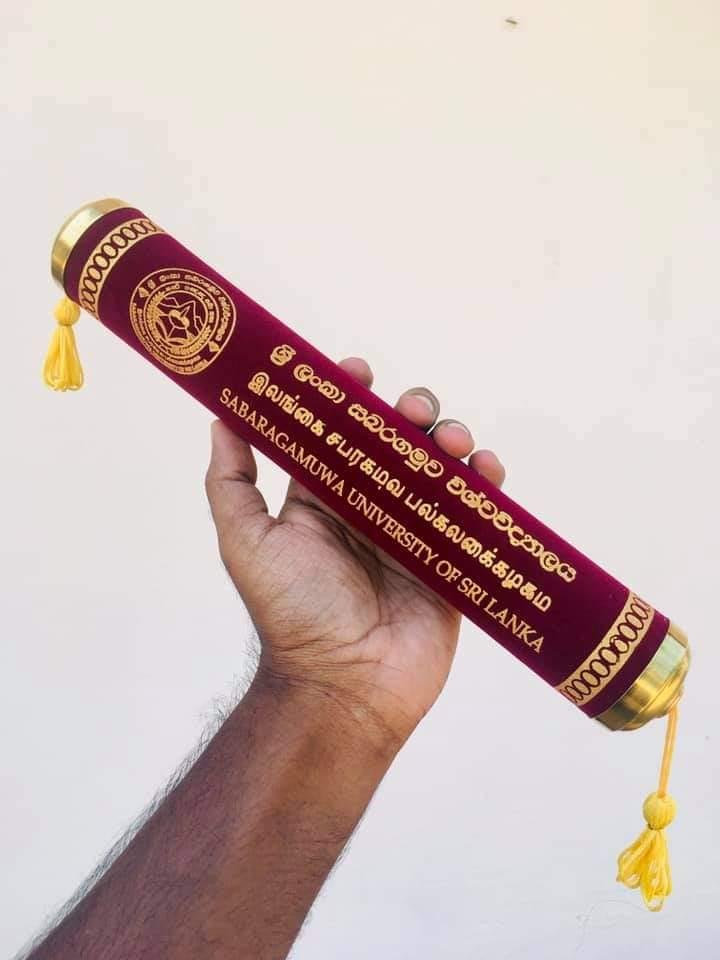 ශ්‍රී ලංකා සබරගමුව විශ්වවිද්‍යාලය
இலங்கை சபரகமுவ பல்கலைக்கழகம்
SABARAGAMUWA UNIVERSITY OF SRI LANKA